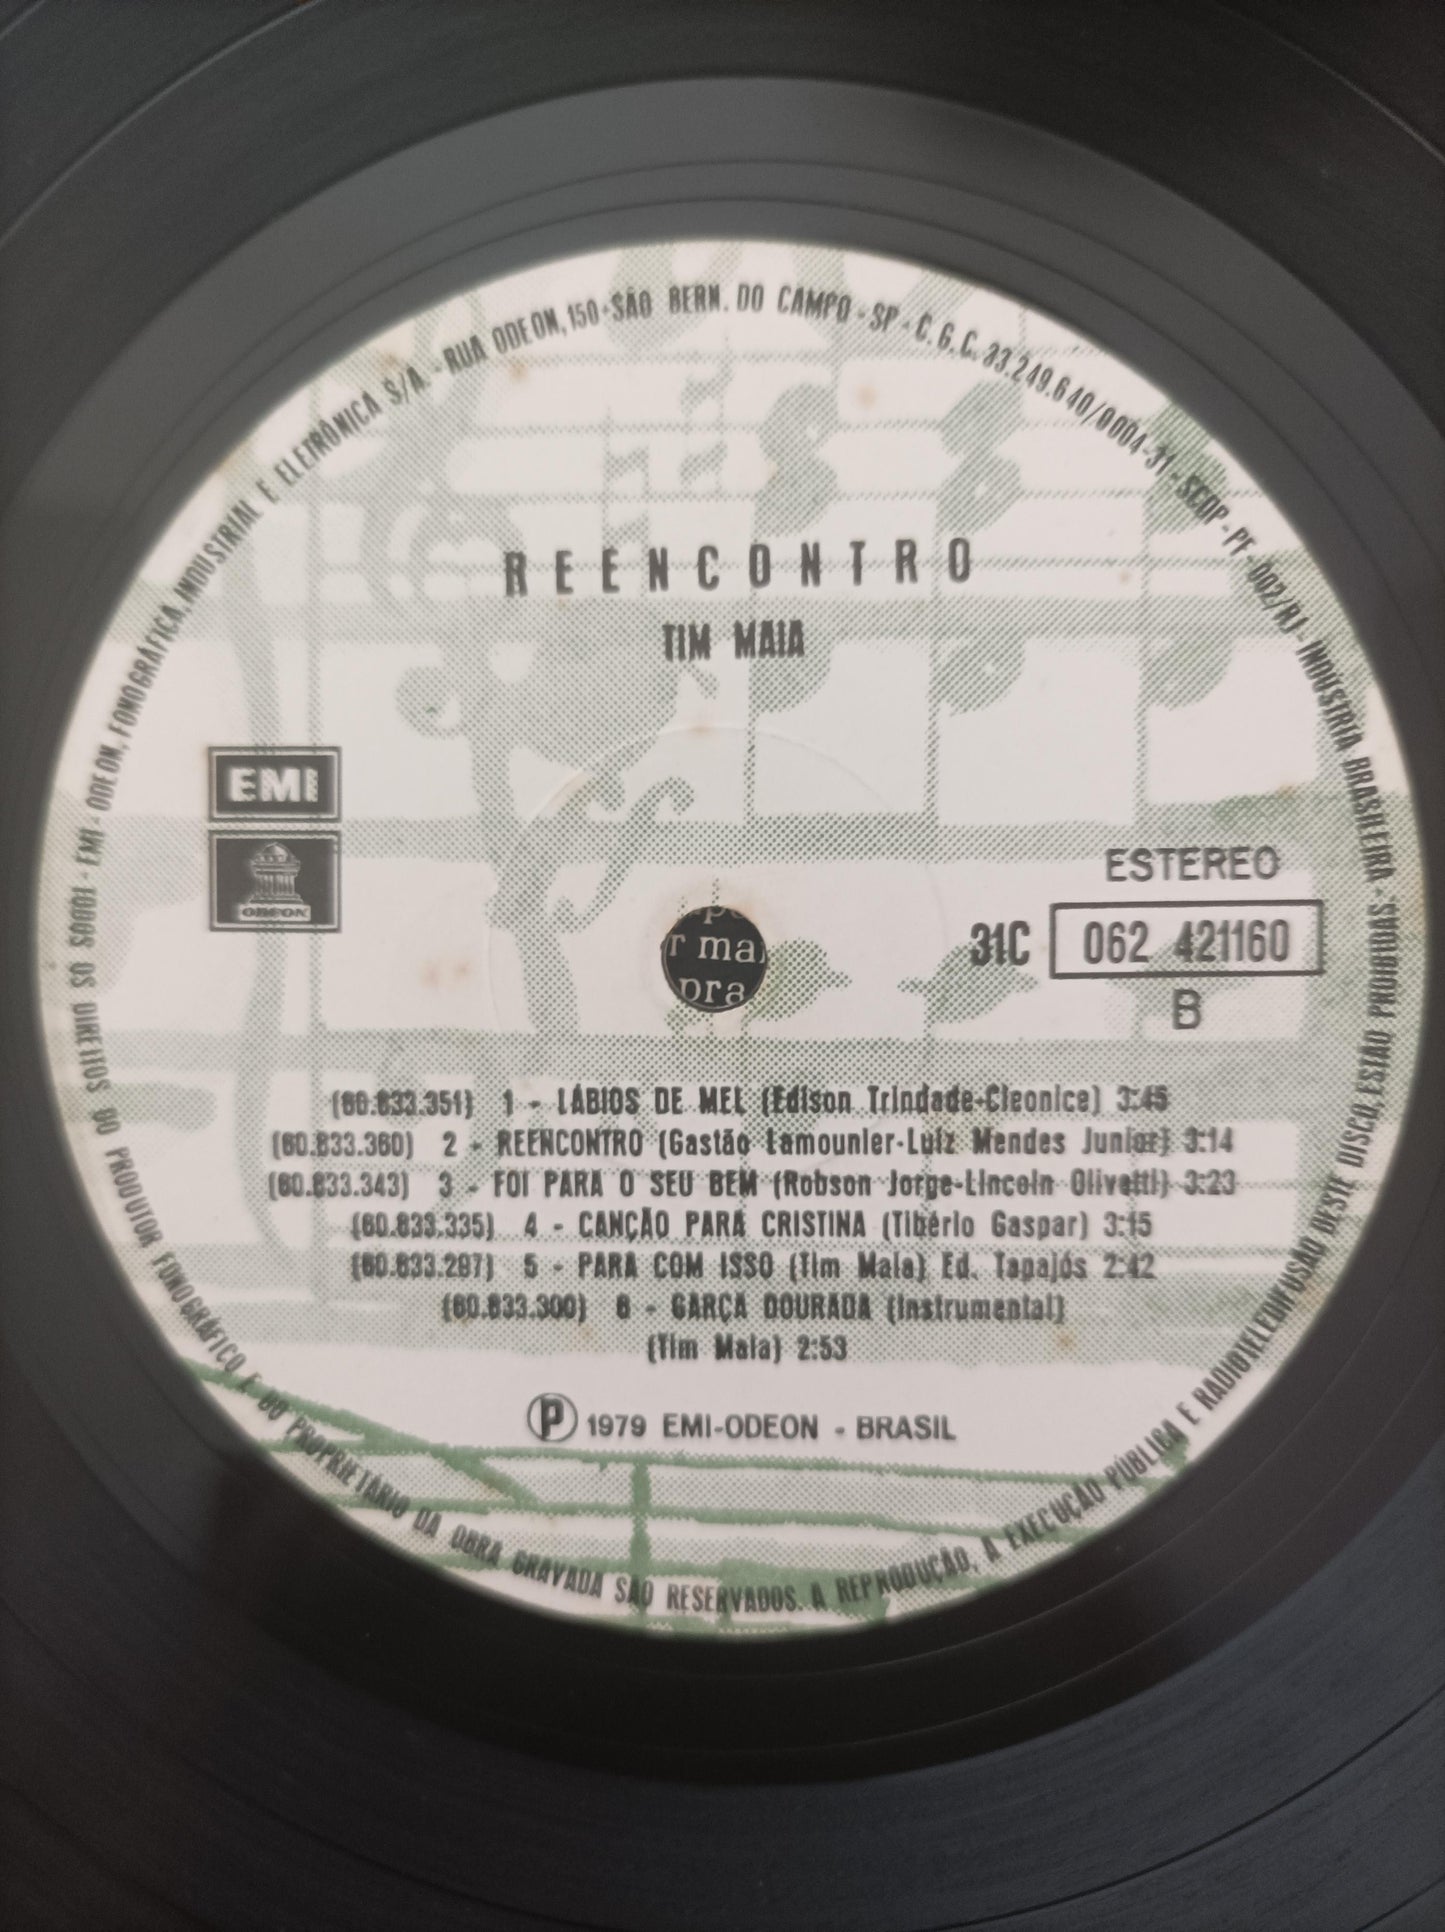 REENCONTRO
TIM MAIA
EMI
ODEON
ESTEREO
31C 062 421160
B
(60.833.351) 1 - LÁBIOS DE MEL (Edison Trindade-Cleonice) 3:45
(60.833.360) 2 - REENCONTRO (Gastão Lamounier-Luiz Mendes Junior) 3:14
(60.833.343) 3 - FOI PARA O SEU BEM (Robson Jorge-Lincoln Olivetti) 3:23
(60.833.335) 4 - CANÇÃO PARA CRISTINA (Tibério Gaspar) 3:15
(60.833.297) 5 - PARA COM ISSO (Tim Maia) Ed. Tapajós 2:42
(60.833.300) 6 - GARÇA DOURADA (Instrumental)
(Tim Maia) 2:53
Ⓟ 1979 EMI-ODEON - BRASIL
EMI - ODEON, FONOGRÁFICA, INDUSTRIAL E ELETRÔNICA S/A. - RUA ODEON, 150 - SÃO BERN. DO CAMPO - SP - C.G.C. 33.249.640/0004-31 - SCDP - PF - 002/RJ - INDÚSTRIA BRASILEIRA - TODOS OS DIREITOS DO PRODUTOR FONOGRÁFICO E DO PROPRIETÁRIO DA OBRA GRAVADA SÃO RESERVADOS. A REPRODUÇÃO, A EXECUÇÃO PÚBLICA E RADIOTELEDIFUSÃO DESTE DISCO, ESTÃO PROIBIDAS -
r mai
pra